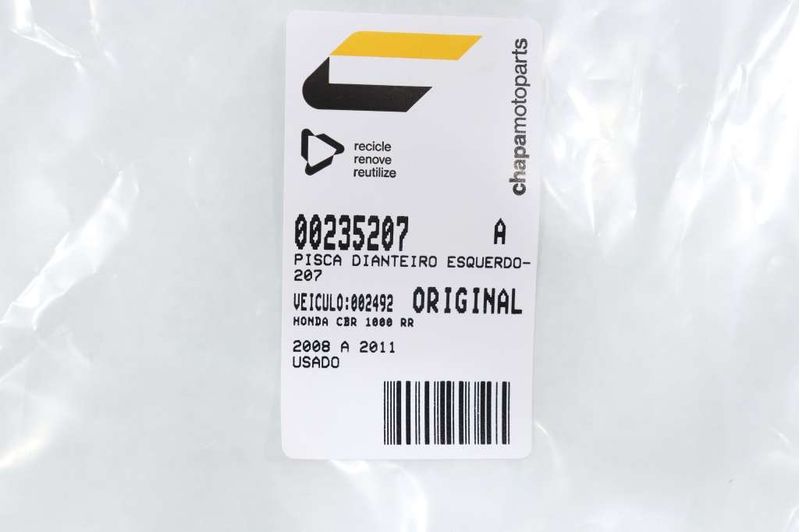 chapamotoparts
recicle
renove
reutilize
00235207 A
PISCA DIANTEIRO ESQUERDO-
207
VEICULO:002492 ORIGINAL
HONDA CBR 1000 RR
2008 A 2011
USADO